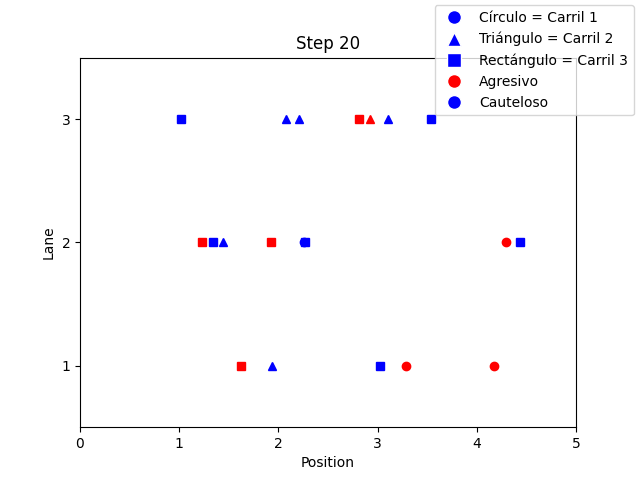 Step 20
Círculo = Carril 1
Triángulo = Carril 2
Rectángulo = Carril 3
Agresivo
Cauteloso
Lane
3
2
1
0 1 2 3 4 5
Position